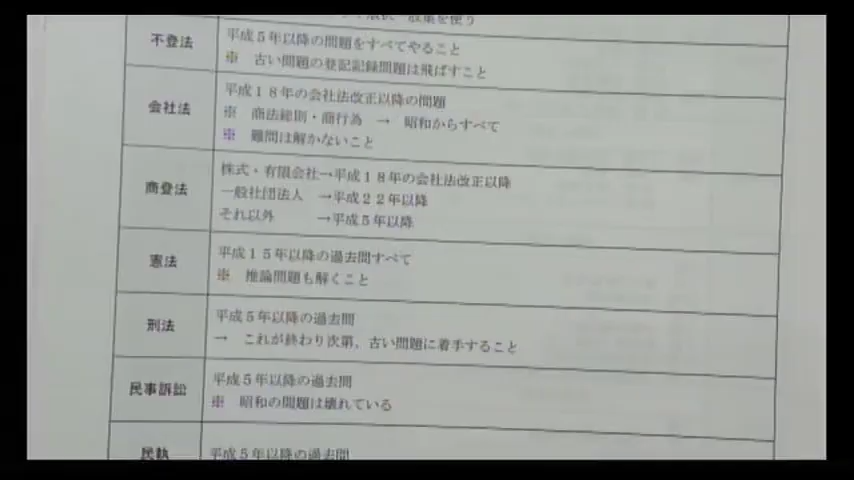 を使う
不登法
平成5年以降の問題をすべてやること
※ 古い問題の登記記録問題は飛ばすこと
会社法
平成18年の会社法改正以降の問題
※ 商法総則・商行為 → 昭和からすべて
※ 難問は解かないこと
商登法
株式・有限会社→平成18年の会社法改正以降
一般社団法人 →平成22年以降
それ以外 →平成5年以降
憲法
平成15年以降の過去問すべて
※ 推論問題も解くこと
刑法
平成5年以降の過去問
→ これが終わり次第、古い問題に着手すること
民事訴訟
平成5年以降の過去問
※ 昭和の問題は壊れている
民執
平成5年以降の過去問